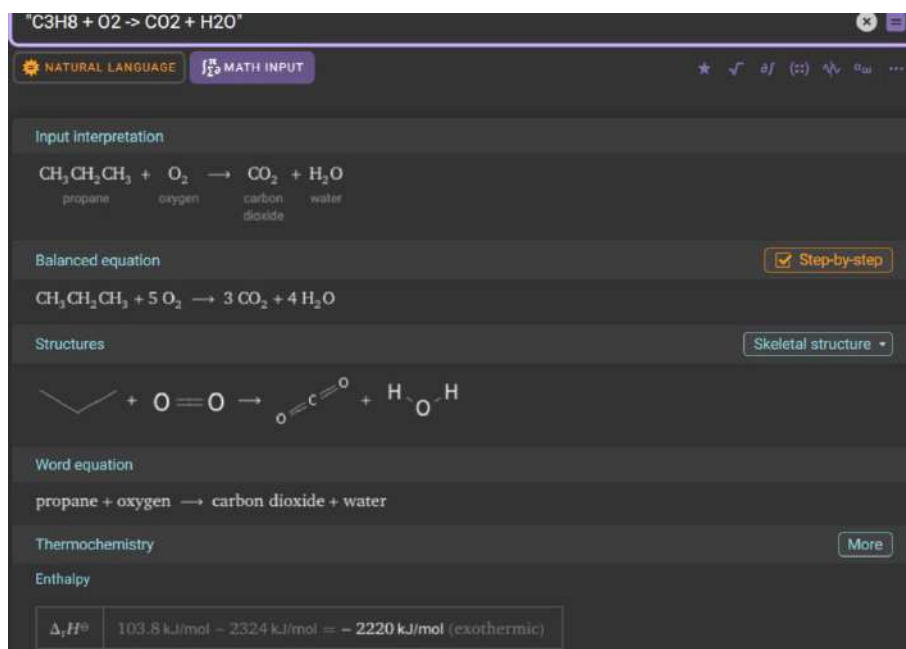 "C3H8 + O2 -> CO2 + H2O"
NATURAL LANGUAGE MATH INPUT
Input interpretation
CH₃CH₂CH₃ + O₂ ⟶ CO₂ + H₂O
propane oxygen carbon dioxide water
Balanced equation Step-by-step
CH₃CH₂CH₃ + 5 O₂ ⟶ 3 CO₂ + 4 H₂O
Structures Skeletal structure
+ O=O ⟶ O=C=O + H O H
Word equation
propane + oxygen ⟶ carbon dioxide + water
Thermochemistry More
Enthalpy
ΔᵣH⊖ 103.8 kJ/mol − 2324 kJ/mol = − 2220 kJ/mol (exothermic)